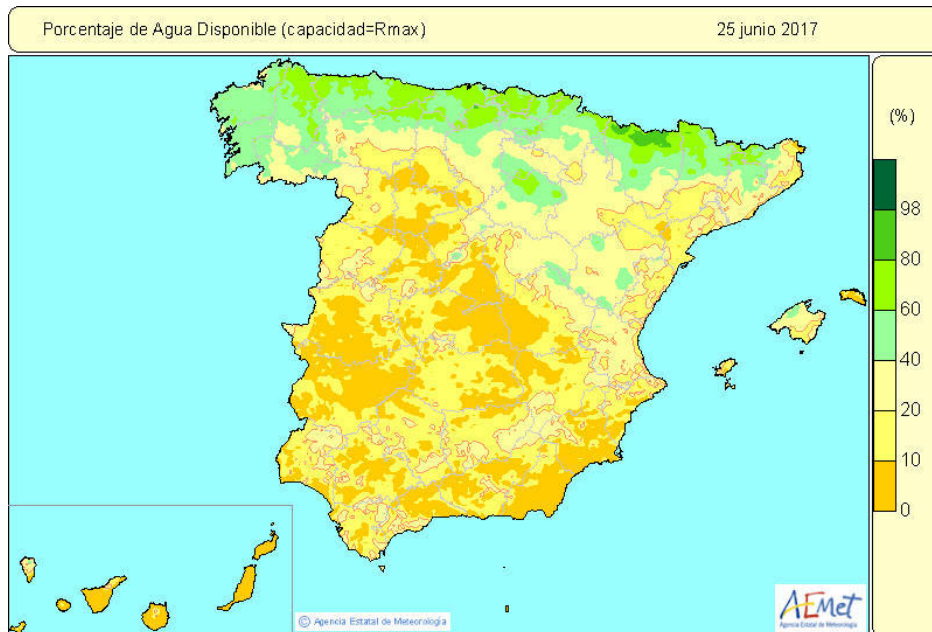 Porcentaje de Agua Disponible (capacidad=Rmax) 25 junio 2017
(%)
98
80
60
40
20
10
0
© Agencia Estatal de Meteorología
AEMet
Agencia Estatal de Meteorología